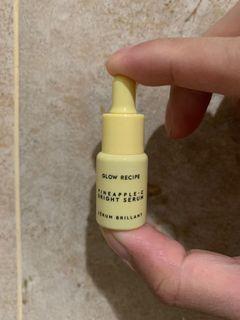 GLOW RECIPE
PINEAPPLE-C
BRIGHT SERUM
SÉRUM BRILLANT